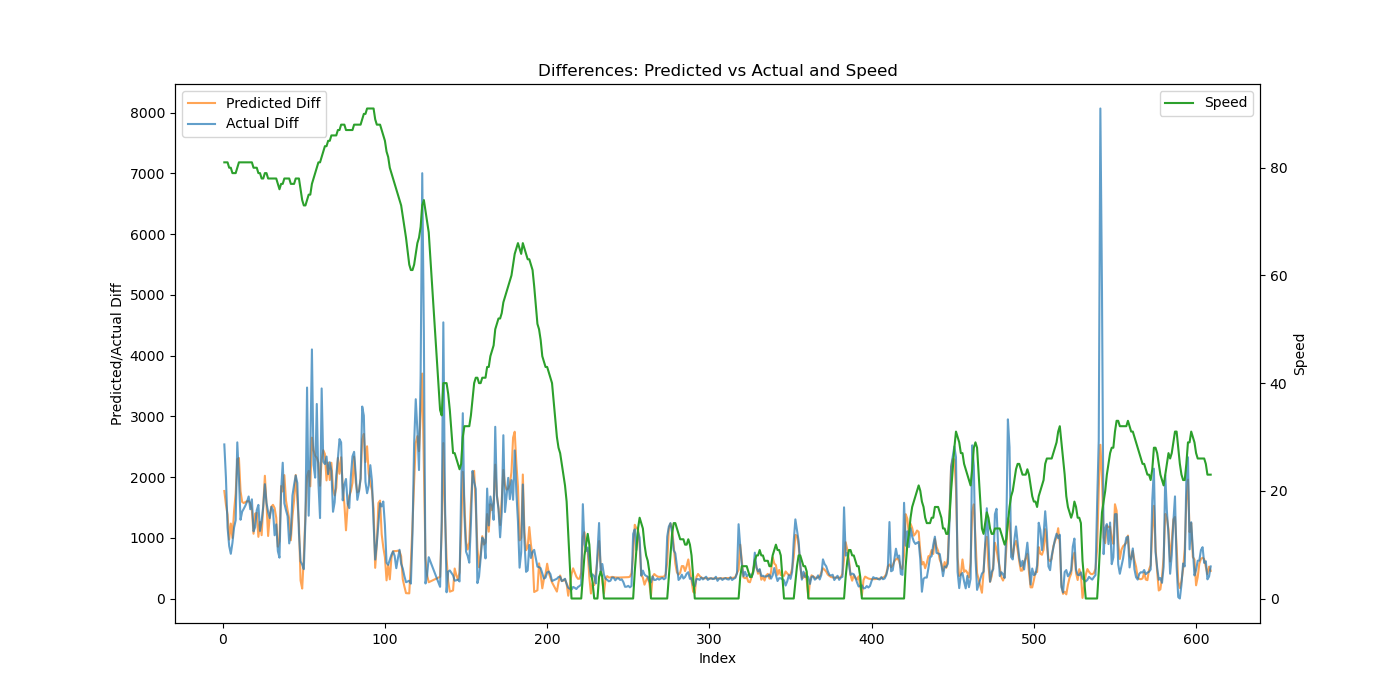 Differences: Predicted vs Actual and Speed
Predicted Diff
Actual Diff
Speed
8000
7000
6000
5000
4000
3000
2000
1000
0
Predicted/Actual Diff
80
60
40
20
0
Speed
0 100 200 300 400 500 600
Index